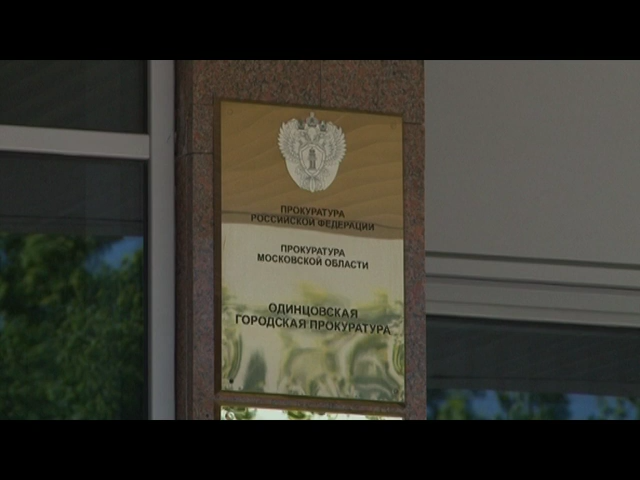 ПРОКУРАТУРА
РОССИЙСКОЙ ФЕДЕРАЦИИ
ПРОКУРАТУРА
МОСКОВСКОЙ ОБЛАСТИ
ОДИНЦОВСКАЯ
ГОРОДСКАЯ ПРОКУРАТУРА